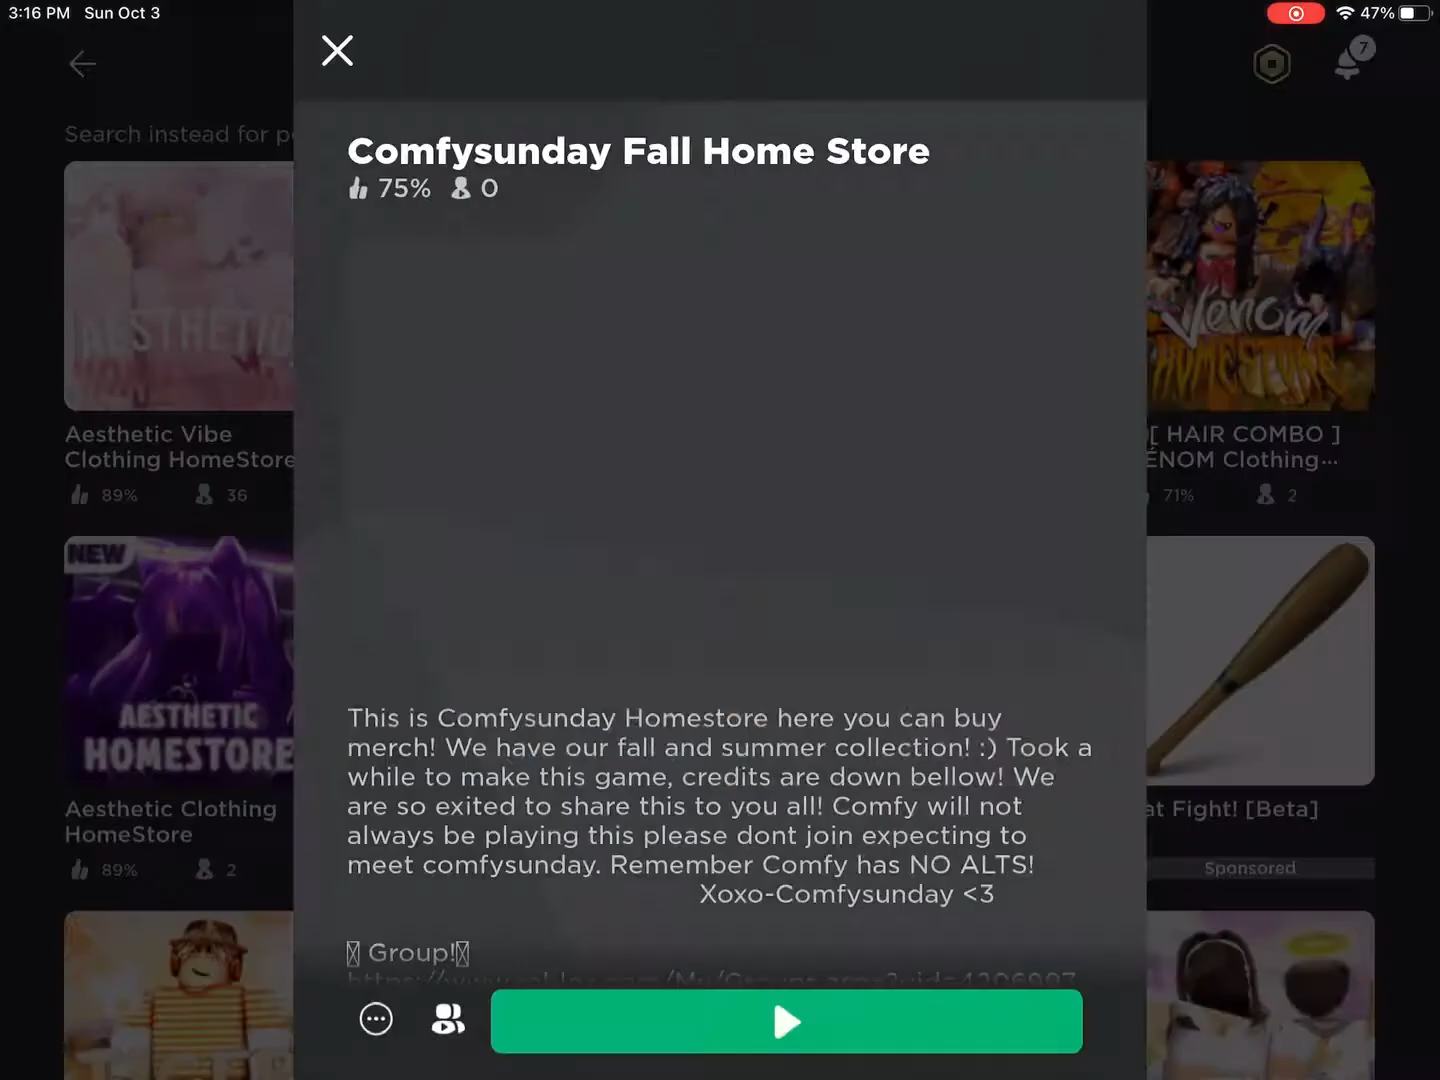 3:16 PM Sun Oct 3
47%
7
Search instead for
Comfysunday Fall Home Store
75% 0
AESTHETIC
Vénom
HOMESTORE
Aesthetic Vibe
Clothing HomeStore
89% 36
[ HAIR COMBO ]
ÉNOM Clothing...
71% 2
NEW
AESTHETIC
HOMESTORE
Aesthetic Clothing
HomeStore
89% 2
at Fight! [Beta]
Sponsored
This is Comfysunday Homestore here you can buy
merch! We have our fall and summer collection! :) Took a
while to make this game, credits are down bellow! We
are so exited to share this to you all! Comfy will not
always be playing this please dont join expecting to
meet comfysunday. Remember Comfy has NO ALTS!
Xoxo-Comfysunday <3
Group!